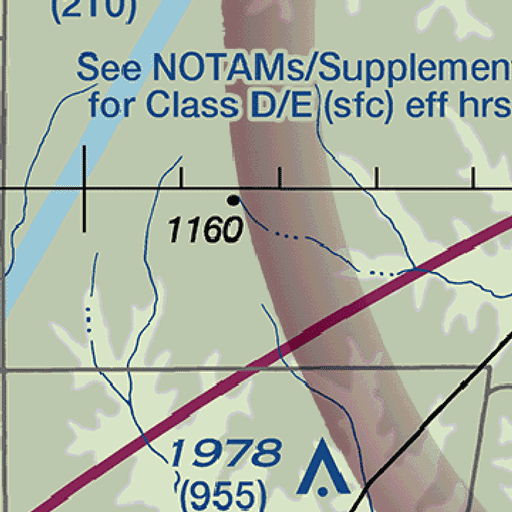 (210)
See NOTAMs/Supplement
for Class D/E (sfc) eff hrs
1160
1978
(955)